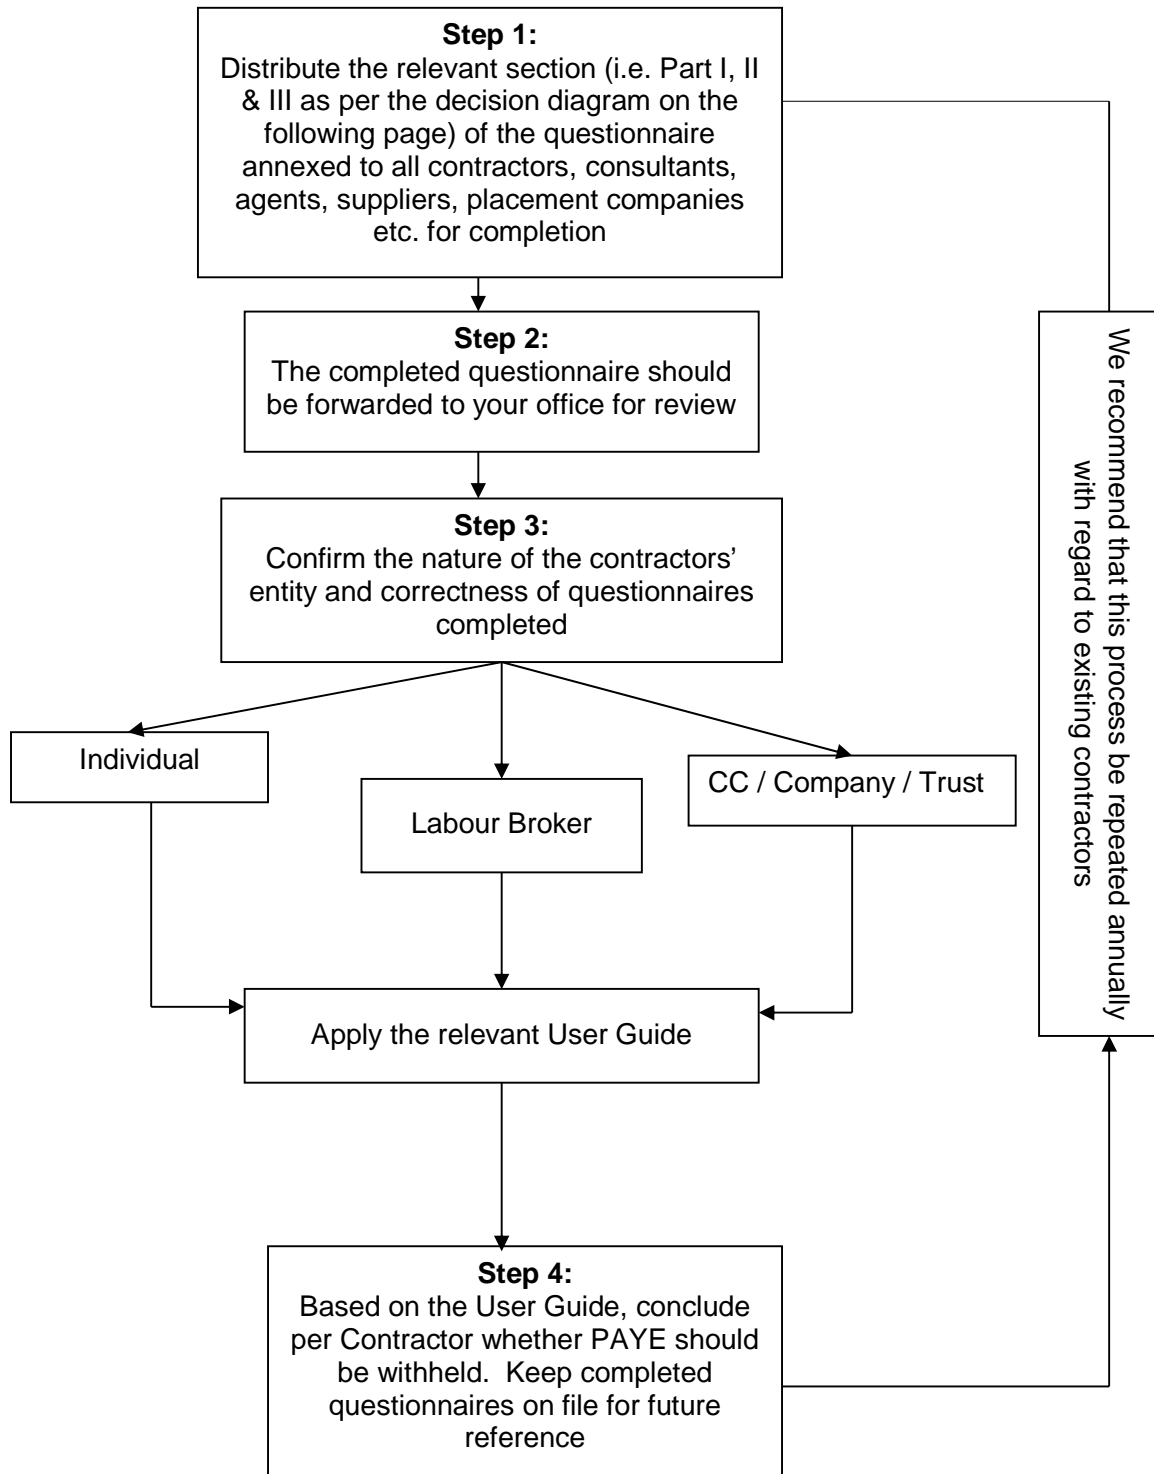 Step 1:
Distribute the relevant section (i.e. Part I, II
& III as per the decision diagram on the
following page) of the questionnaire
annexed to all contractors, consultants,
agents, suppliers, placement companies
etc. for completion
Step 2:
The completed questionnaire should
be forwarded to your office for review
Step 3:
Confirm the nature of the contractors’
entity and correctness of questionnaires
completed
Individual
Labour Broker
CC / Company / Trust
Apply the relevant User Guide
Step 4:
Based on the User Guide, conclude
per Contractor whether PAYE should
be withheld.  Keep completed
questionnaires on file for future
reference
We recommend that this process be repeated annually
with regard to existing contractors